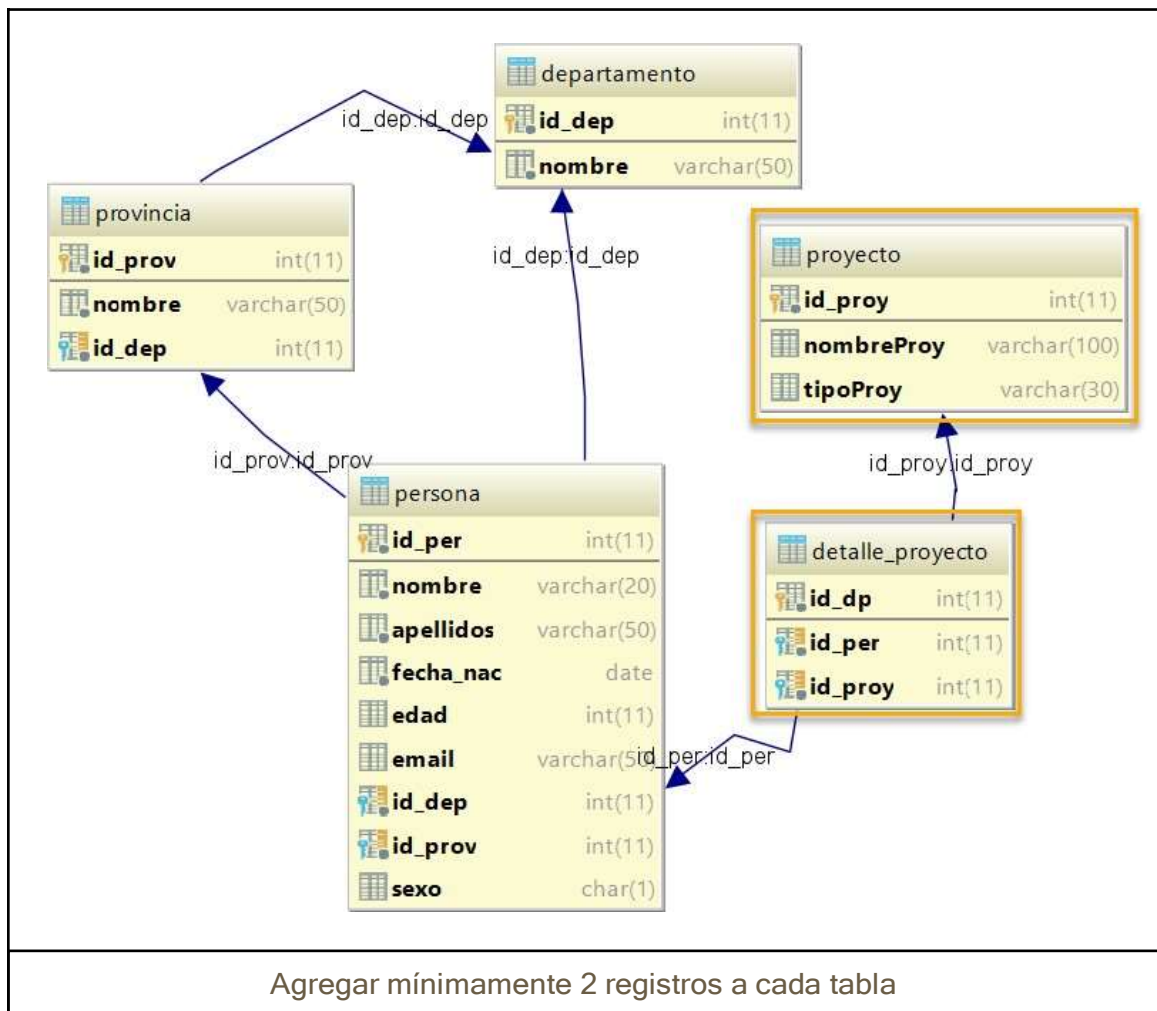 departamento
id_dep int(11)
nombre varchar(50)
id_dep:id_dep
provincia
id_prov int(11)
nombre varchar(50)
id_dep int(11)
id_dep:id_dep
proyecto
id_proy int(11)
nombreProy varchar(100)
tipoProy varchar(30)
id_prov:id_prov
id_proy:id_proy
persona
id_per int(11)
nombre varchar(20)
apellidos varchar(50)
fecha_nac date
edad int(11)
email varchar(50)
id_dep int(11)
id_prov int(11)
sexo char(1)
detalle_proyecto
id_dp int(11)
id_per int(11)
id_proy int(11)
id_per:id_per
Agregar mínimamente 2 registros a cada tabla